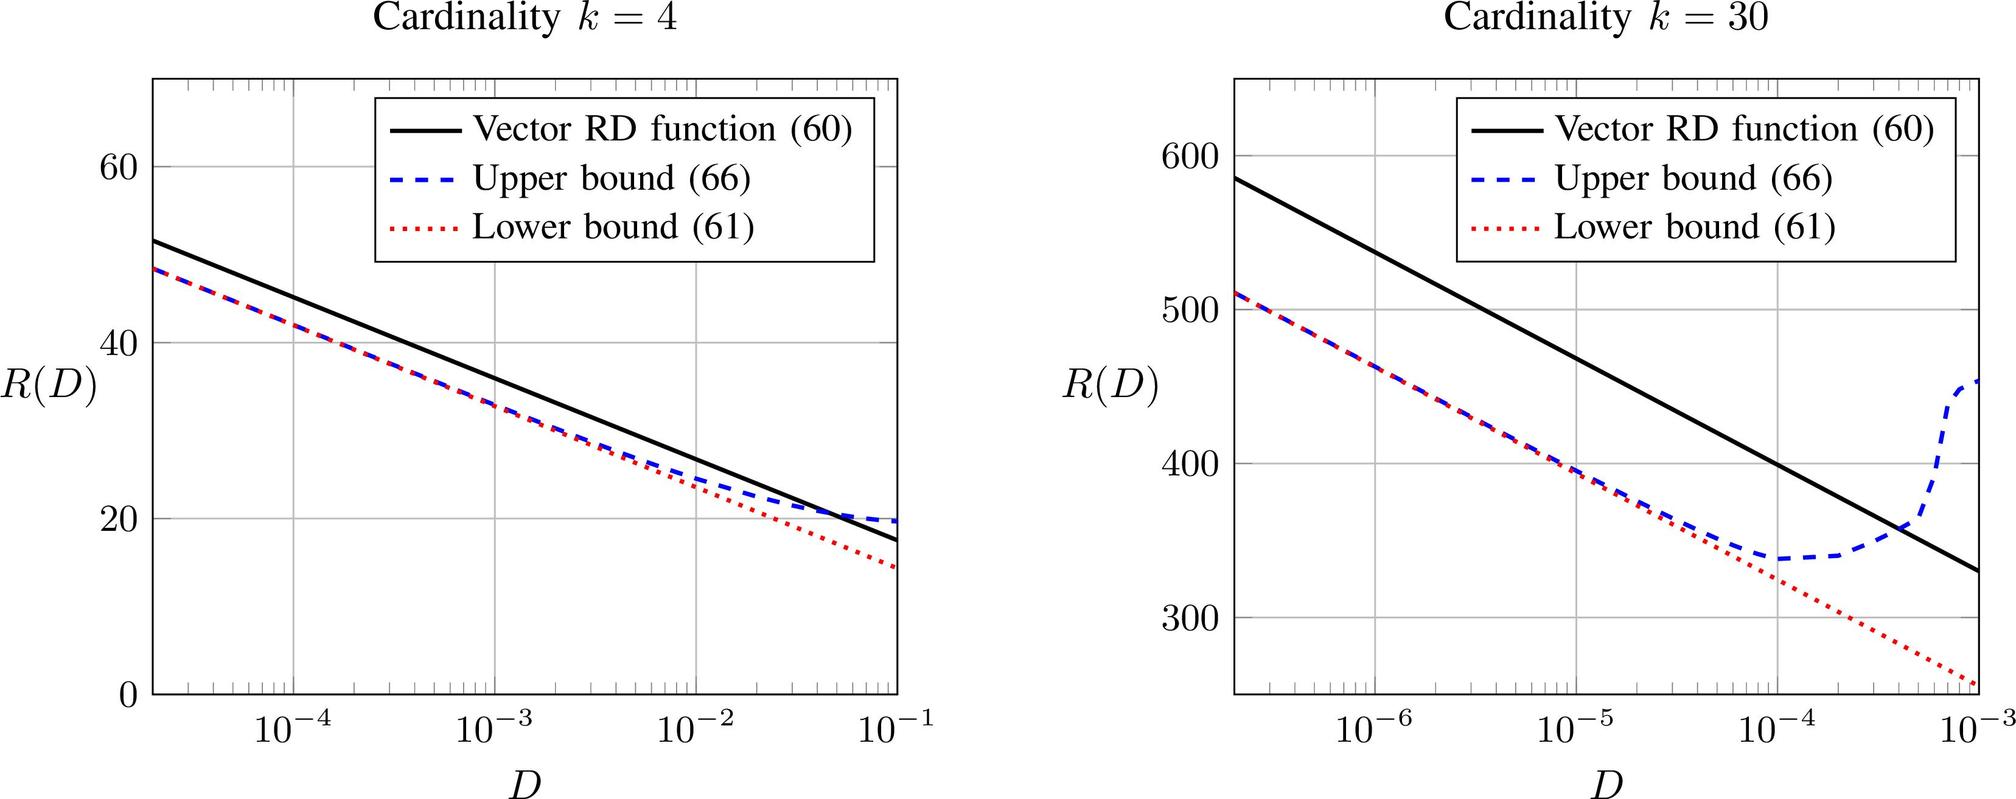 Cardinality k = 4
60
40
20
0
R(D)
Vector RD function (60)
Upper bound (66)
Lower bound (61)
10⁻⁴ 10⁻³ 10⁻² 10⁻¹
D
Cardinality k = 30
600
500
400
300
R(D)
Vector RD function (60)
Upper bound (66)
Lower bound (61)
10⁻⁶ 10⁻⁵ 10⁻⁴ 10⁻³
D